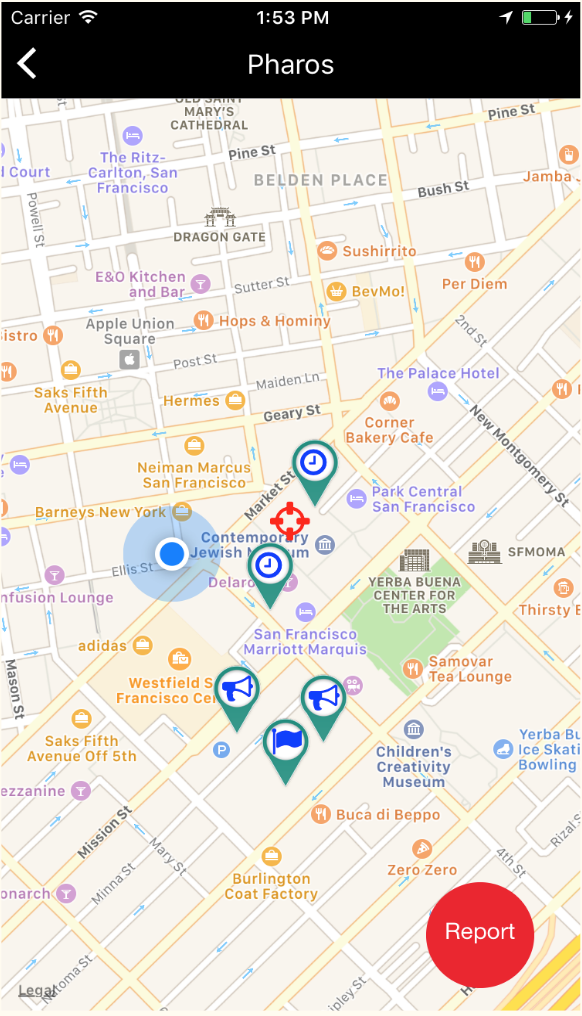 Carrier
1:53 PM
Pharos
OLD SAINT
MARY'S
CATHEDRAL
Pine St
The Ritz-
Carlton, San
Francisco
Pine St
Jamba
Court
BELDEN PLACE
Bush St
Powell St
DRAGON GATE
Sushirrito
E&O Kitchen
and Bar
Sutter St
BevMo!
Per Diem
Apple Union
Square
Hops & Hominy
2nd St
Post St
Saks Fifth
Avenue
Maiden Ln
The Palace Hotel
Hermes
Geary St
Corner
Bakery Cafe
New Montgomery St
Neiman Marcus
San Francisco
Market St
Park Central
San Francisco
Barneys New York
Contemporary
Jewish
SFMOMA
Ellis St
YERBA BUENA
CENTER FOR
THE ARTS
nfusion Lounge
Thirsty
adidas
San Francisco
Marriott Marquis
Mason St
Westfield
San Francisco
Samovar
Tea Lounge
Saks Fifth
Avenue Off 5th
P
Children's
Creativity
Museum
Yerba Bu
Ice Skati
Bowling
ezzanine
Mission St
Buca di Beppo
Mary St
Zero Zero
4th St
Rizal S
Minna St
Burlington
Coat Factory
onarch
Report
Natoma St
Legal
ipley St